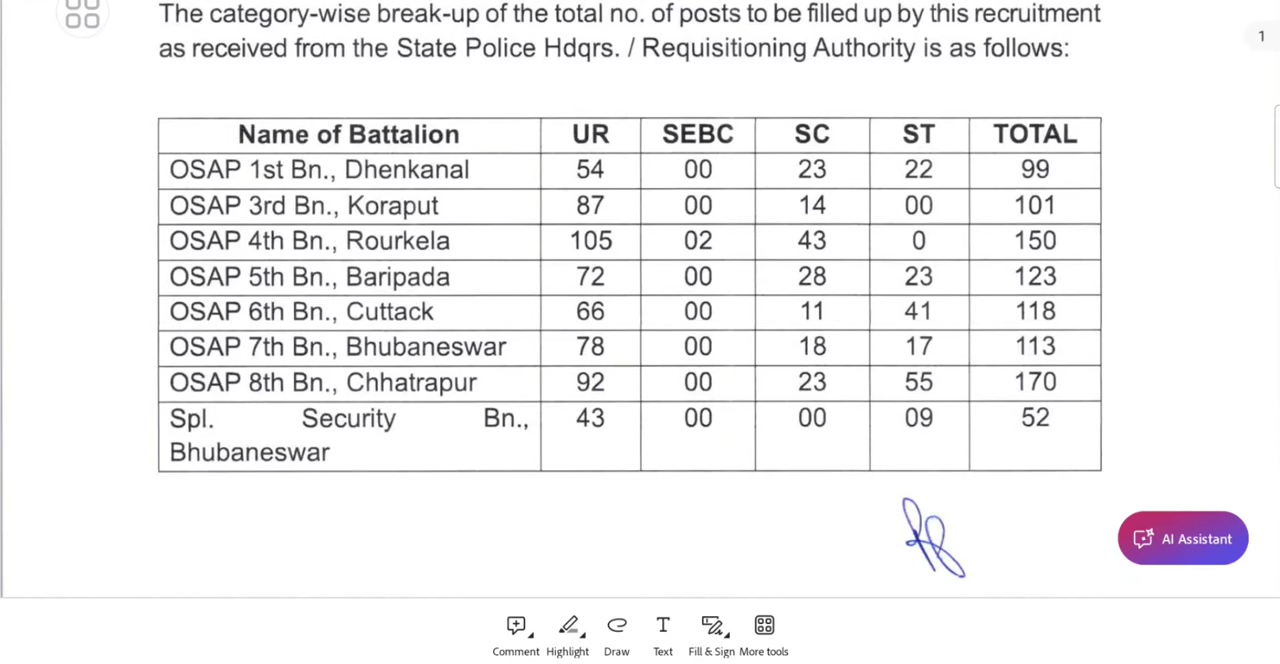 The category-wise break-up of the total no. of posts to be filled up by this recruitment
as received from the State Police Hdqrs. / Requisitioning Authority is as follows:
1
Name of Battalion UR SEBC SC ST TOTAL
OSAP 1st Bn., Dhenkanal 54 00 23 22 99
OSAP 3rd Bn., Koraput 87 00 14 00 101
OSAP 4th Bn., Rourkela 105 02 43 0 150
OSAP 5th Bn., Baripada 72 00 28 23 123
OSAP 6th Bn., Cuttack 66 00 11 41 118
OSAP 7th Bn., Bhubaneswar 78 00 18 17 113
OSAP 8th Bn., Chhatrapur 92 00 23 55 170
Spl. Security Bn., 43 00 00 09 52
Bhubaneswar
AI Assistant
Comment Highlight Draw Text Fill & Sign More tools